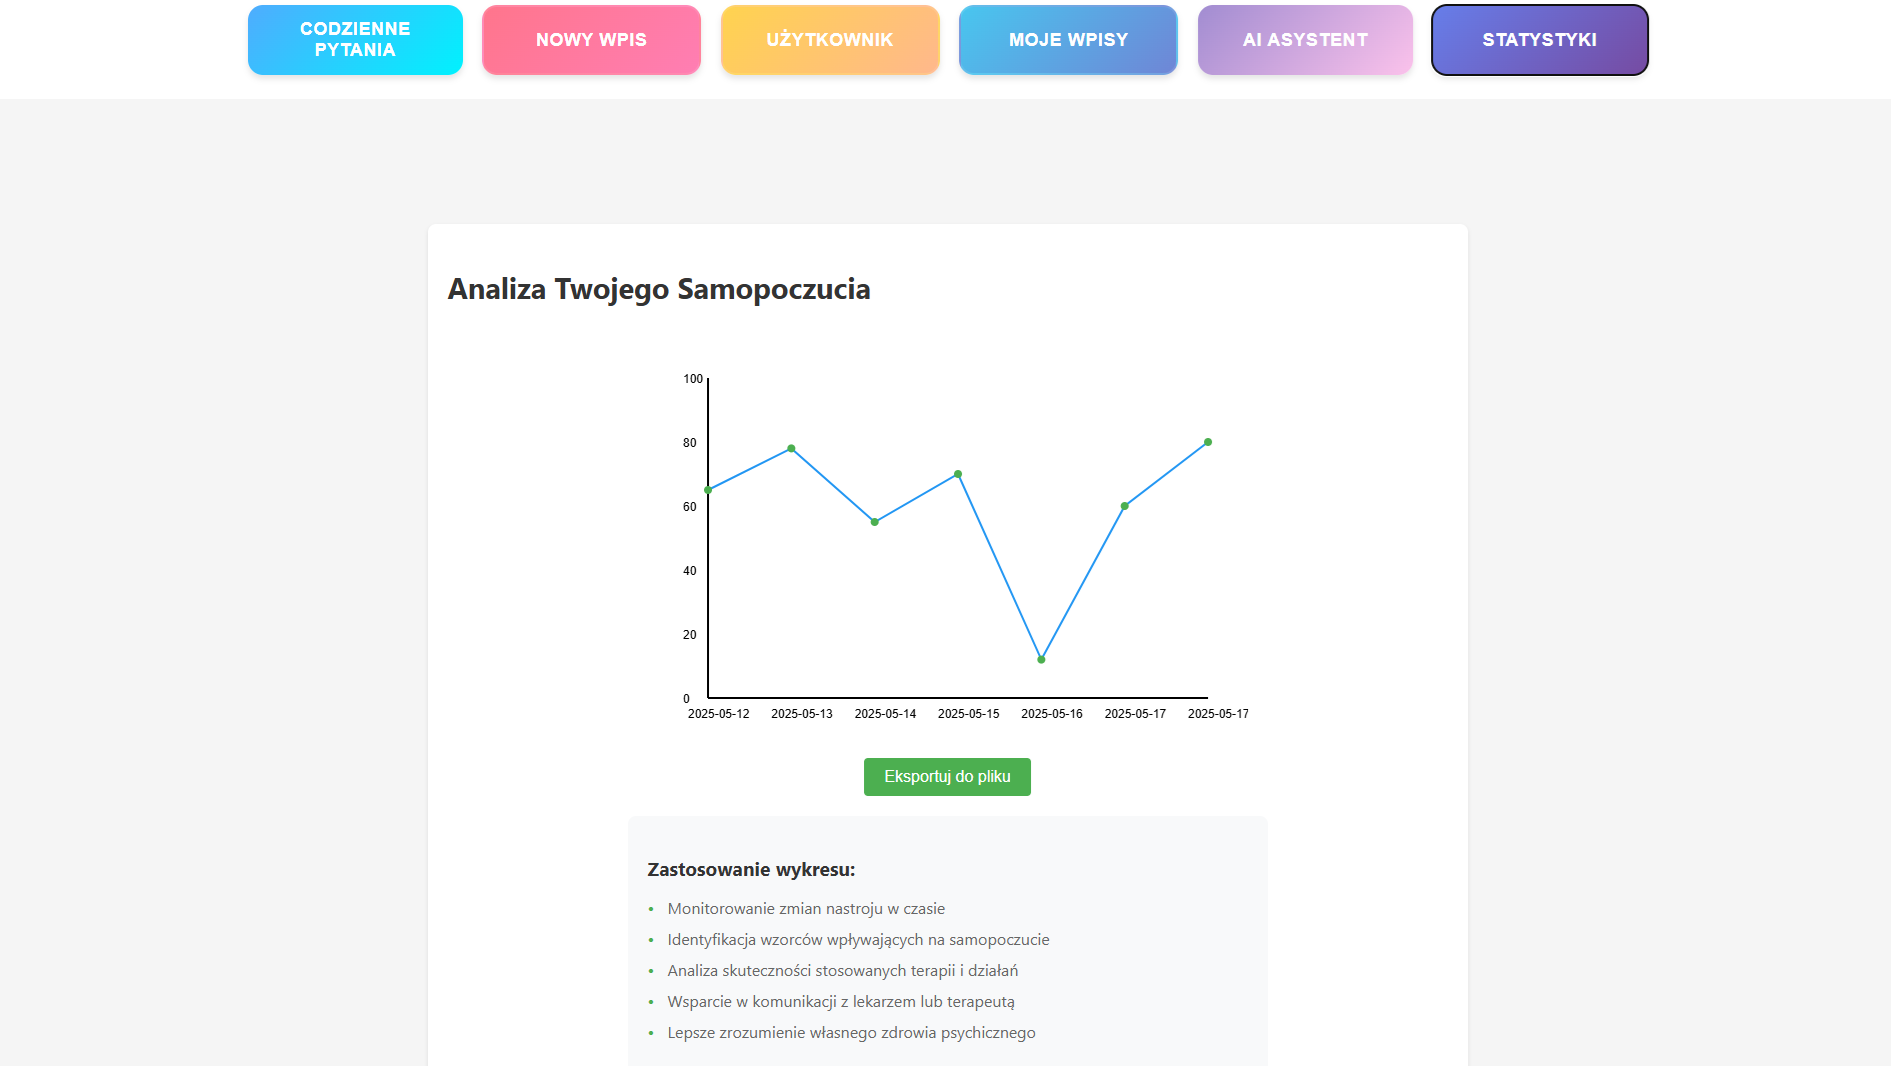 CODZIENNE
PYTANIA
NOWY WPIS
UŻYTKOWNIK
MOJE WPISY
AI ASYSTENT
STATYSTYKI
Analiza Twojego Samopoczucia
100
80
60
40
20
0
2025-05-12
2025-05-13
2025-05-14
2025-05-15
2025-05-16
2025-05-17
2025-05-17
Eksportuj do pliku
Zastosowanie wykresu:
• Monitorowanie zmian nastroju w czasie
• Identyfikacja wzorców wpływających na samopoczucie
• Analiza skuteczności stosowanych terapii i działań
• Wsparcie w komunikacji z lekarzem lub terapeutą
• Lepsze zrozumienie własnego zdrowia psychicznego